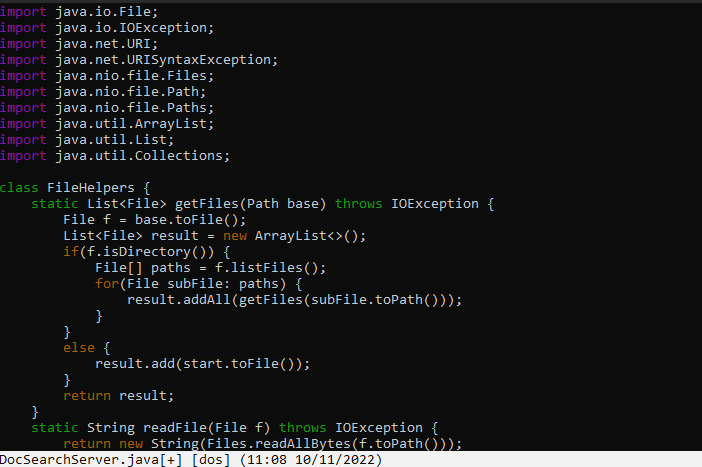 import java.io.File;
import java.io.IOException;
import java.net.URI;
import java.net.URISyntaxException;
import java.nio.file.Files;
import java.nio.file.Path;
import java.nio.file.Paths;
import java.util.ArrayList;
import java.util.List;
import java.util.Collections;

class FileHelpers {
    static List<File> getFiles(Path base) throws IOException {
        File f = base.toFile();
        List<File> result = new ArrayList<>();
        if(f.isDirectory()) {
            File[] paths = f.listFiles();
            for(File subFile: paths) {
                result.addAll(getFiles(subFile.toPath()));
            }
        }
        else {
            result.add(start.toFile());
        }
        return result;
    }
    static String readFile(File f) throws IOException {
        return new String(Files.readAllBytes(f.toPath()));
DocSearchServer.java[+] [dos] (11:08 10/11/2022)